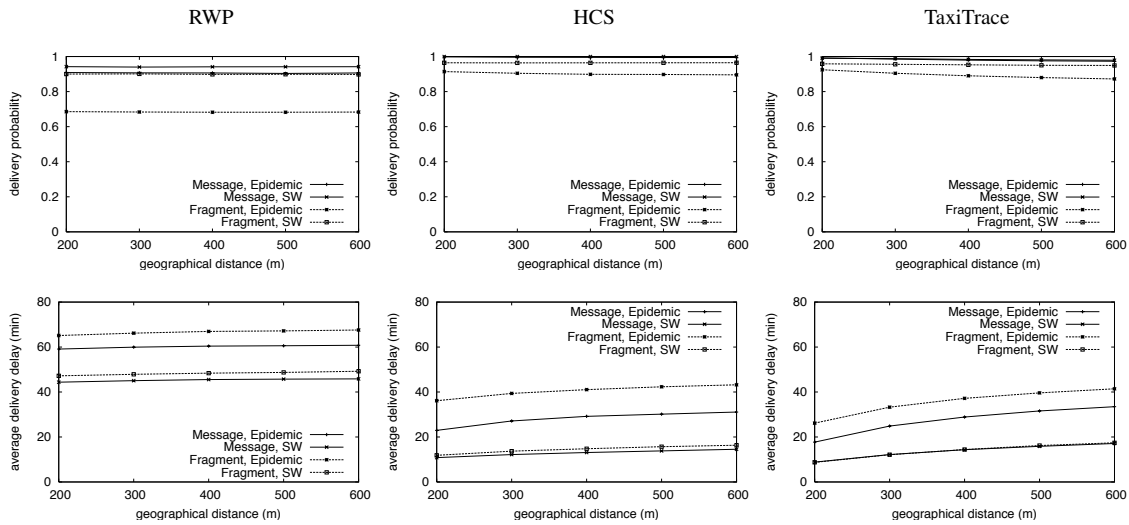 RWP
HCS
TaxiTrace
1
0.8
0.6
0.4
0.2
0
delivery probability
Message, Epidemic
Message, SW
Fragment, Epidemic
Fragment, SW
200 300 400 500 600
geographical distance (m)
1
0.8
0.6
0.4
0.2
0
delivery probability
Message, Epidemic
Message, SW
Fragment, Epidemic
Fragment, SW
200 300 400 500 600
geographical distance (m)
1
0.8
0.6
0.4
0.2
0
delivery probability
Message, Epidemic
Message, SW
Fragment, Epidemic
Fragment, SW
200 300 400 500 600
geographical distance (m)
80
60
40
20
0
average delivery delay (min)
Message, Epidemic
Message, SW
Fragment, Epidemic
Fragment, SW
200 300 400 500 600
geographical distance (m)
80
60
40
20
0
average delivery delay (min)
Message, Epidemic
Message, SW
Fragment, Epidemic
Fragment, SW
200 300 400 500 600
geographical distance (m)
80
60
40
20
0
average delivery delay (min)
Message, Epidemic
Message, SW
Fragment, Epidemic
Fragment, SW
200 300 400 500 600
geographical distance (m)